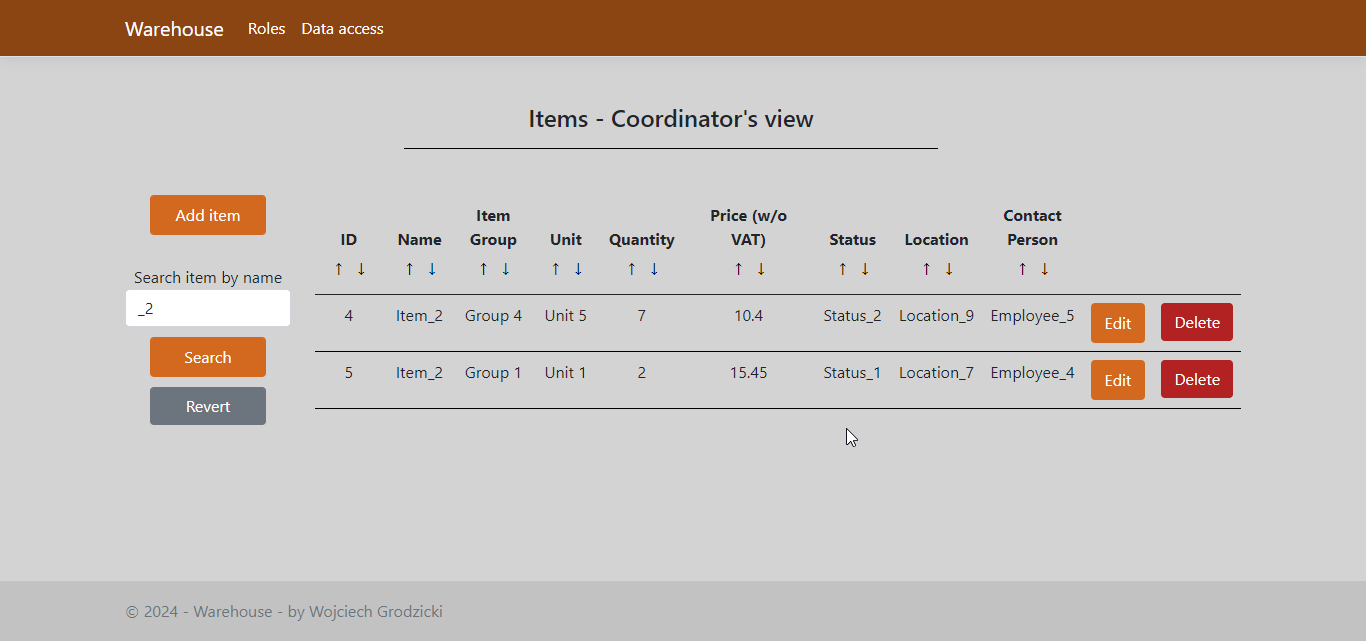 Warehouse Roles Data access
Items - Coordinator's view
Add item
Search item by name
_2
Search
Revert
ID Name Item Group Unit Quantity Price (w/o VAT) Status Location Contact Person
↑ ↓ ↑ ↓ ↑ ↓ ↑ ↓ ↑ ↓ ↑ ↓ ↑ ↓ ↑ ↓ ↑ ↓
4 Item_2 Group 4 Unit 5 7 10.4 Status_2 Location_9 Employee_5 Edit Delete
5 Item_2 Group 1 Unit 1 2 15.45 Status_1 Location_7 Employee_4 Edit Delete
© 2024 - Warehouse - by Wojciech Grodzicki